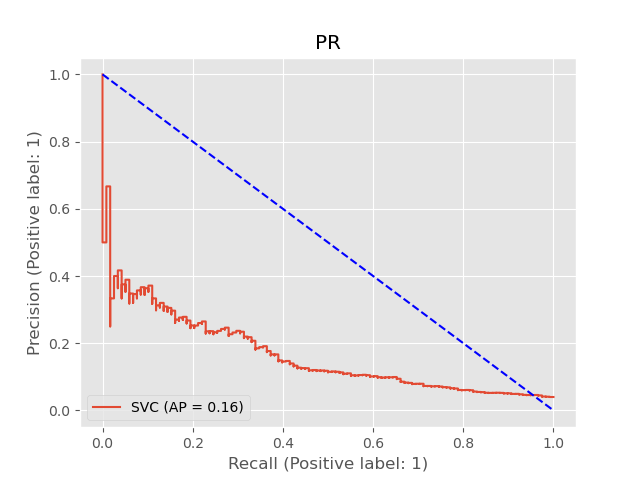 PR
1.0
0.8
0.6
0.4
0.2
0.0
Precision (Positive label: 1)
SVC (AP = 0.16)
0.0 0.2 0.4 0.6 0.8 1.0
Recall (Positive label: 1)